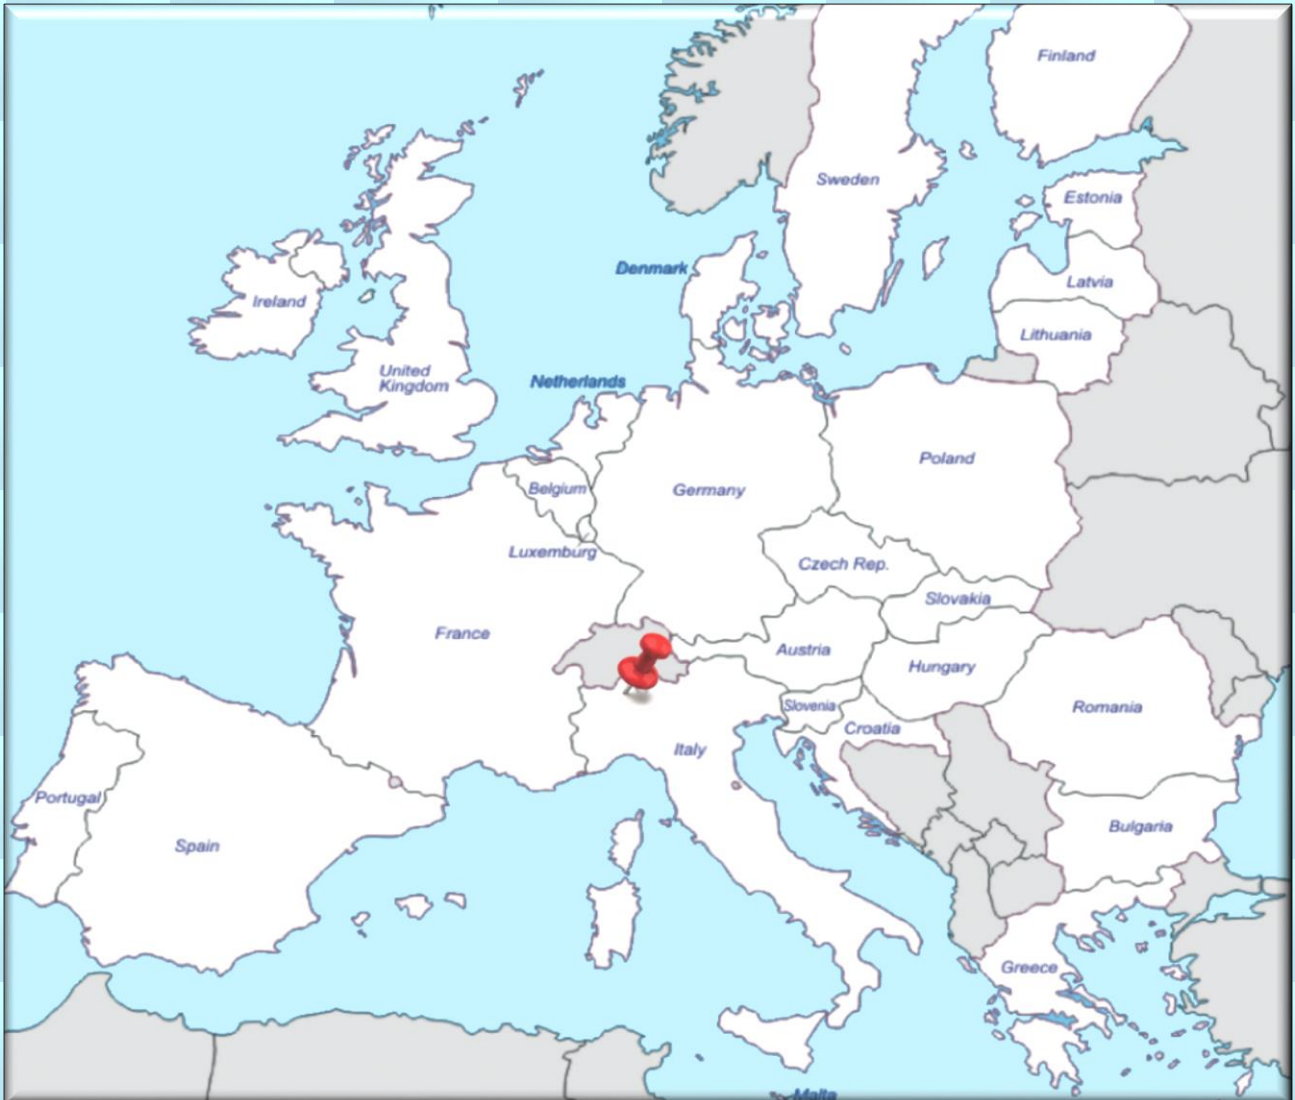 Finland
Sweden
Estonia
Denmark
Latvia
Ireland
Lithuania
United
Kingdom
Netherlands
Poland
Belgium
Germany
Luxemburg
Czech Rep.
Slovakia
France
Austria
Hungary
Slovenia
Romania
Croatia
Italy
Portugal
Bulgaria
Spain
Greece
Malta